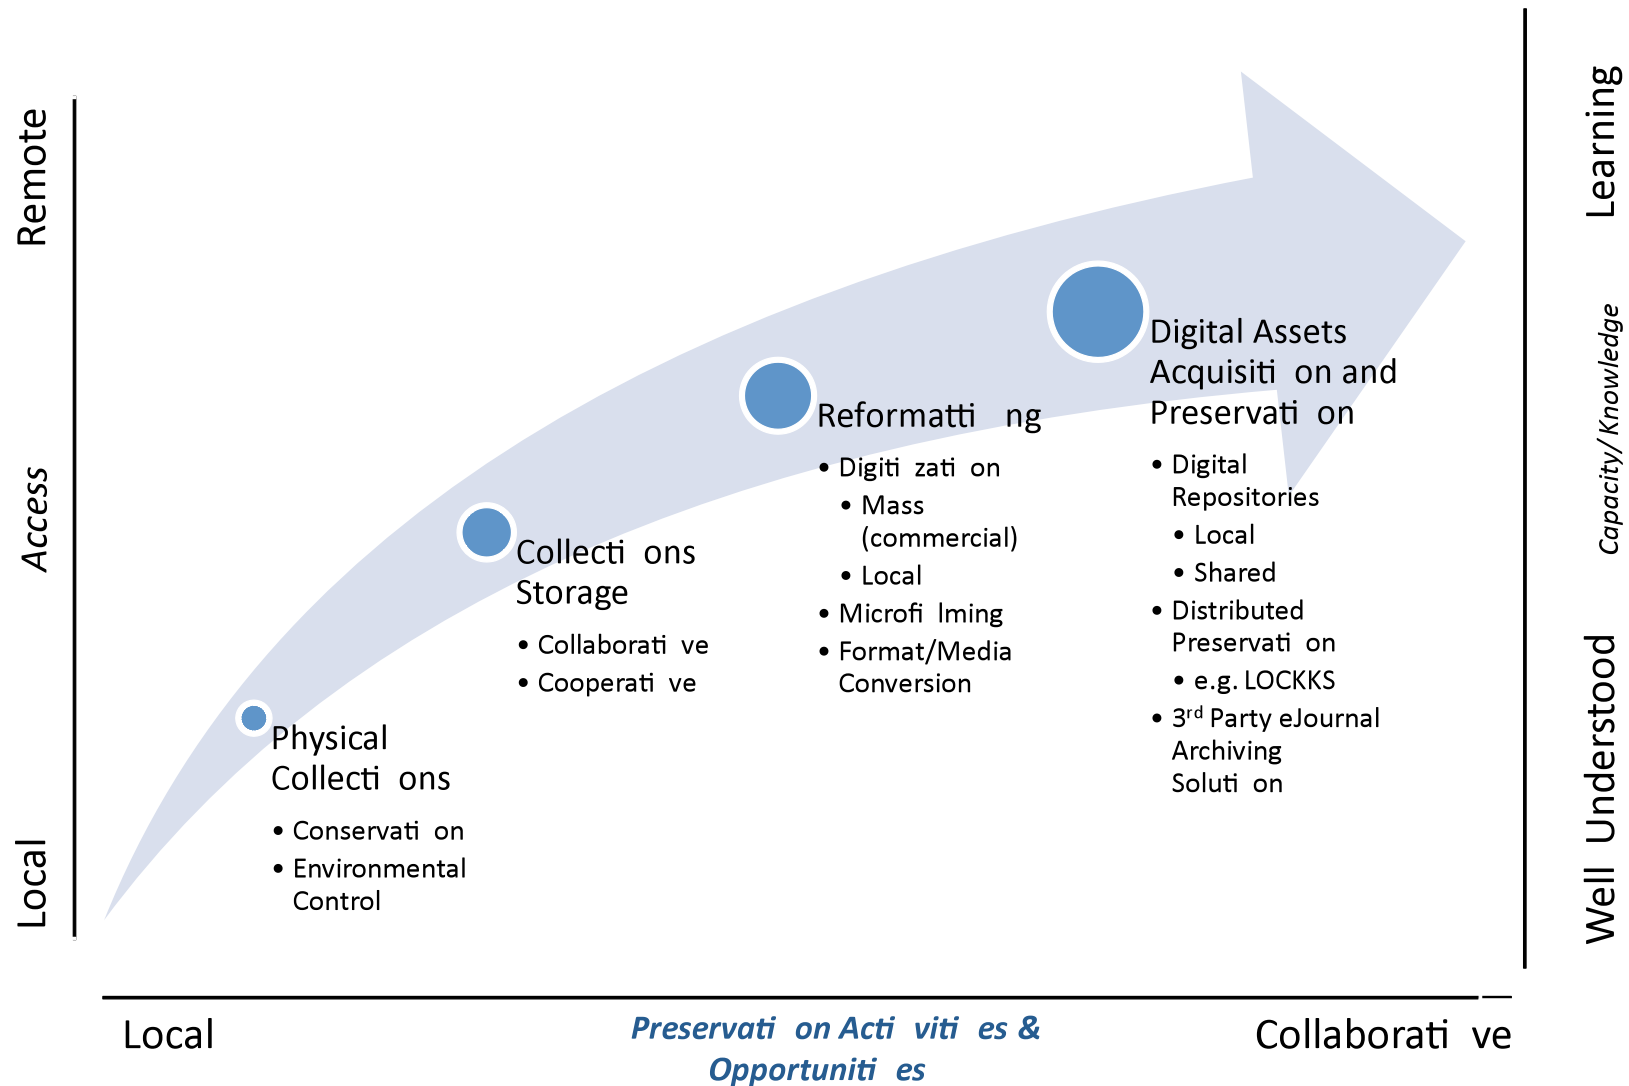 Remote
Access
Local
Physical
Collecti ons
• Conservati on
• Environmental
Control
Collecti ons
Storage
• Collaborati ve
• Cooperati ve
Reformatti ng
• Digiti zati on
• Mass
(commercial)
• Local
• Microfi lming
• Format/Media
Conversion
Digital Assets
Acquisiti on and
Preservati on
• Digital
Repositories
• Local
• Shared
• Distributed
Preservati on
• e.g. LOCKKS
• 3rd Party eJournal
Archiving
Soluti on
Learning
Capacity/ Knowledge
Well Understood
Local
Preservati on Acti viti es &
Opportuniti es
Collaborati ve